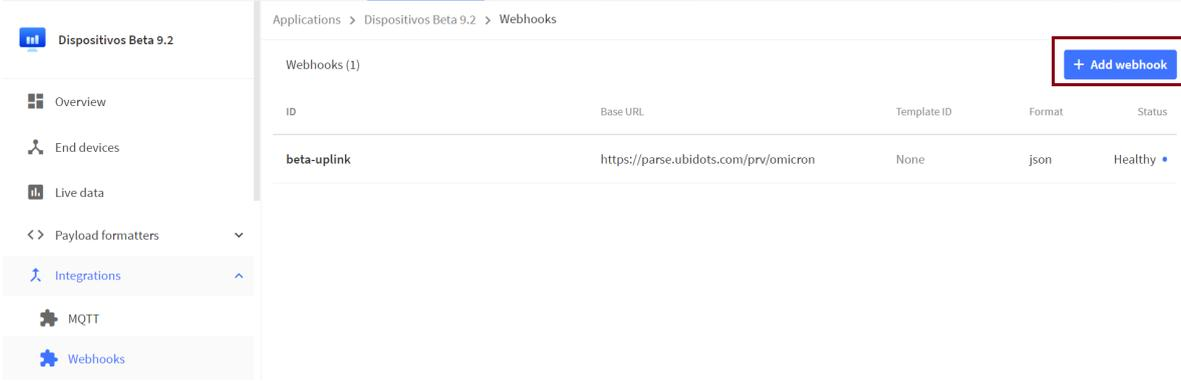 Dispositivos Beta 9.2
Overview
End devices
Live data
Payload formatters
Integrations
MQTT
Webhooks
Applications > Dispositivos Beta 9.2 > Webhooks
Webhooks (1)
+ Add webhook
ID Base URL Template ID Format Status
beta-uplink https://parse.ubidots.com/prv/omicron None json Healthy